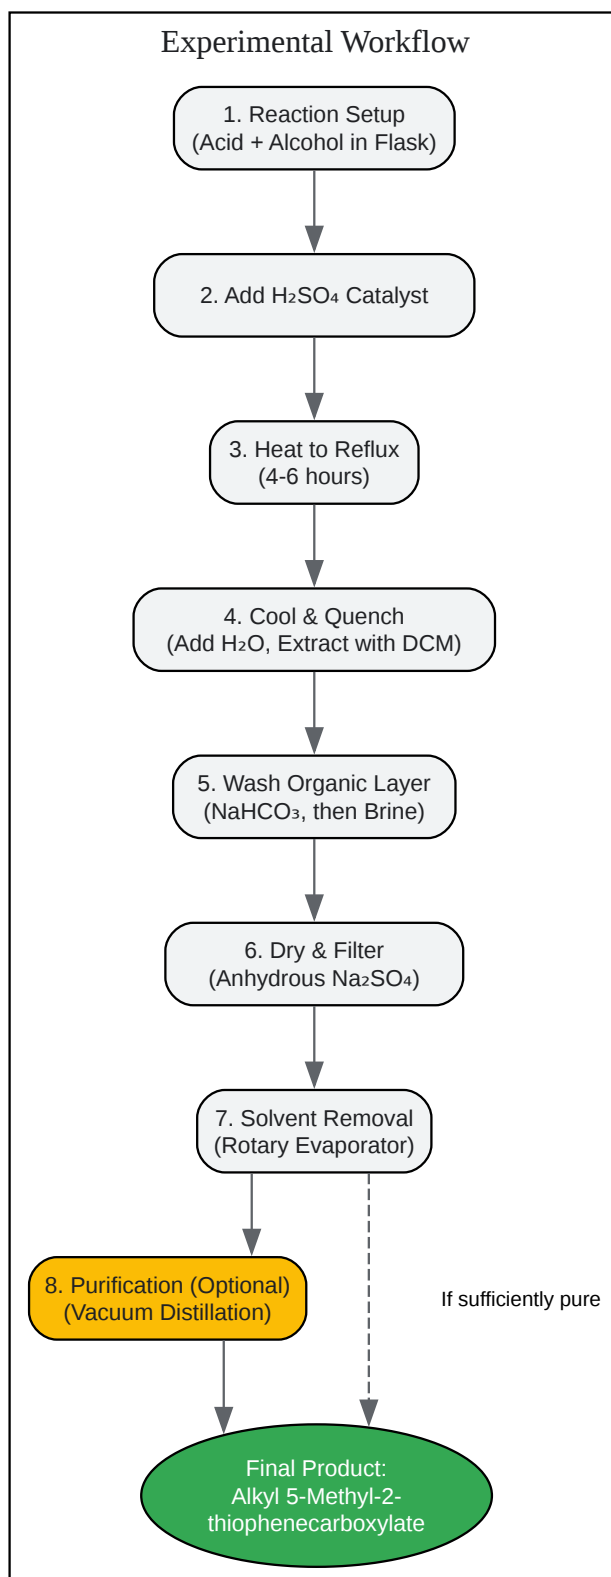 Experimental Workflow
1. Reaction Setup
(Acid + Alcohol in Flask)
2. Add H₂SO₄ Catalyst
3. Heat to Reflux
(4-6 hours)
4. Cool & Quench
(Add H₂O, Extract with DCM)
5. Wash Organic Layer
(NaHCO₃, then Brine)
6. Dry & Filter
(Anhydrous Na₂SO₄)
7. Solvent Removal
(Rotary Evaporator)
8. Purification (Optional)
(Vacuum Distillation)
If sufficiently pure
Final Product:
Alkyl 5-Methyl-2-
thiophenecarboxylate